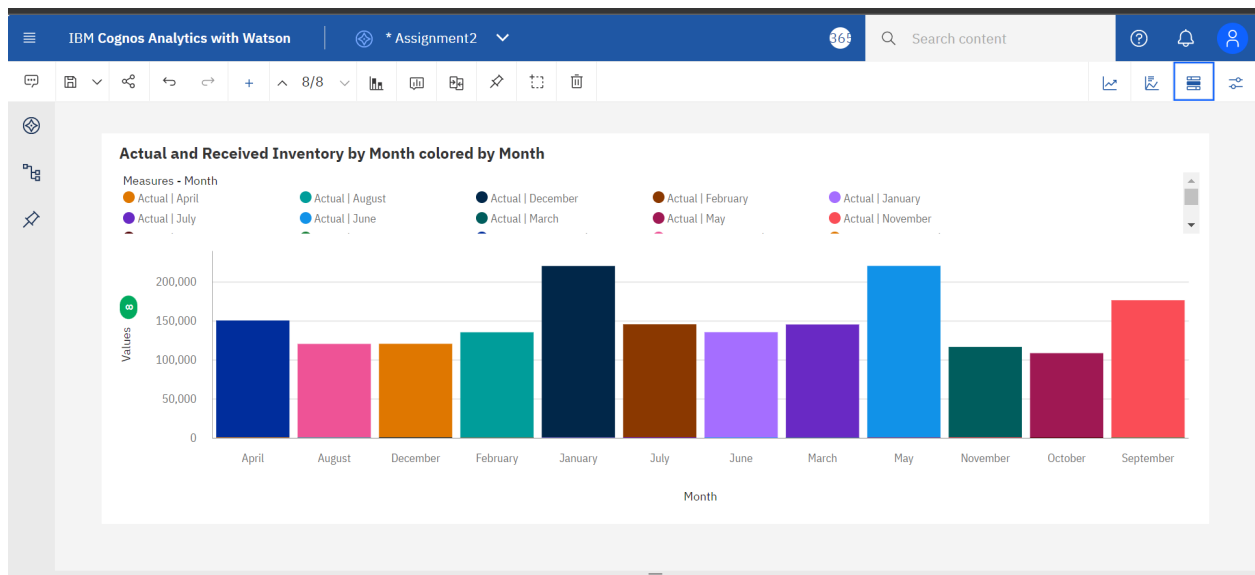 IBM Cognos Analytics with Watson
* Assignment2
365
Search content
8/8
Actual and Received Inventory by Month colored by Month
Measures - Month
Actual | April
Actual | August
Actual | December
Actual | February
Actual | January
Actual | July
Actual | June
Actual | March
Actual | May
Actual | November
Values
8
200,000
150,000
100,000
50,000
0
April
August
December
February
January
July
June
March
May
November
October
September
Month